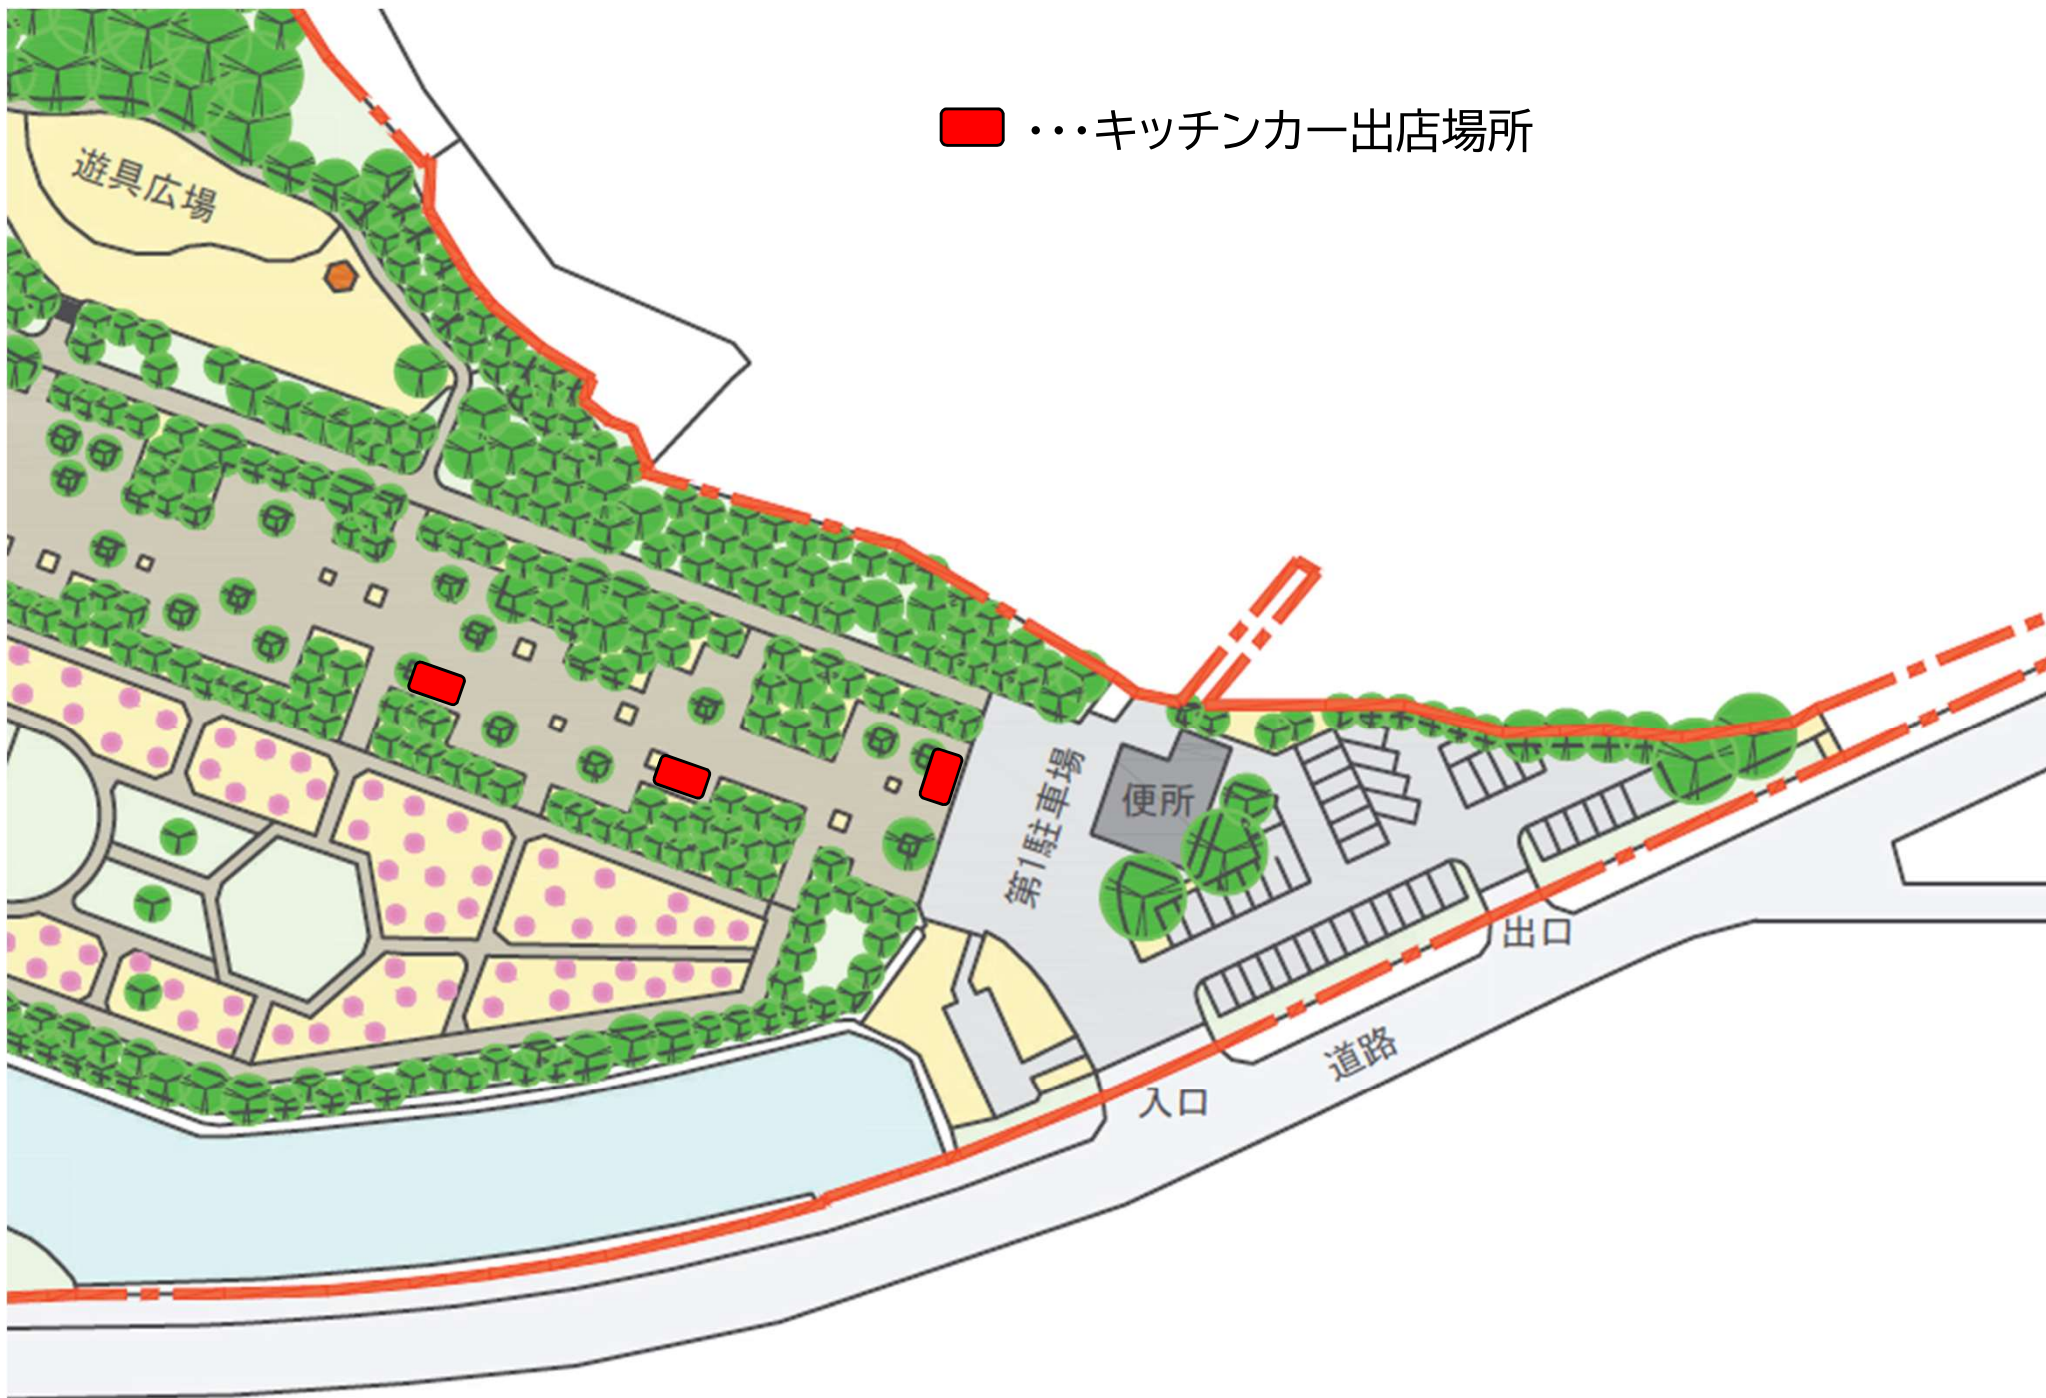 ･･･キッチンカー出店場所
遊具広場
第1駐車場
便所
出口
道路
入口